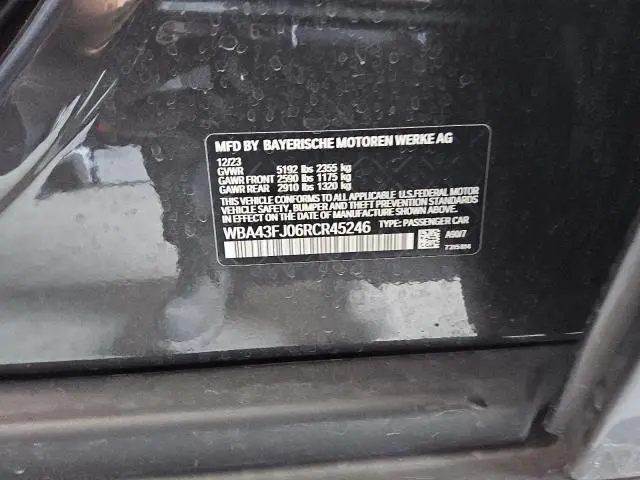 MFD BY BAYERISCHE MOTOREN WERKE AG
12/23
GVWR 5192 lbs 2355 kg
GAWR FRONT 2590 lbs 1175 kg
GAWR REAR 2910 lbs 1320 kg
THIS VEHICLE CONFORMS TO ALL APPLICABLE U.S.FEDERAL MOTOR
VEHICLE SAFETY, BUMPER AND THEFT PREVENTION STANDARDS
IN EFFECT ON THE DATE OF MANUFACTURE SHOWN ABOVE.
WBA43FJ06RCR45246 TYPE: PASSENGER CAR
A90/7